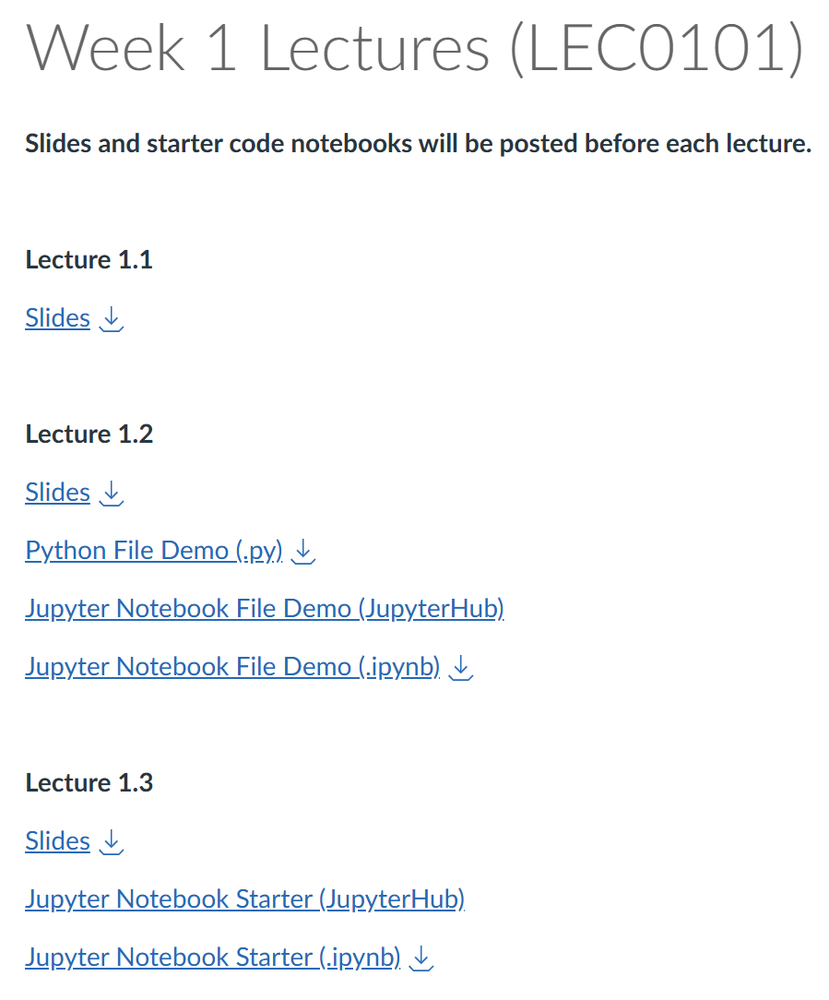 Week 1 Lectures (LEC0101)
Slides and starter code notebooks will be posted before each lecture.
Lecture 1.1
Slides
Lecture 1.2
Slides
Python File Demo (.py)
Jupyter Notebook File Demo (JupyterHub)
Jupyter Notebook File Demo (.ipynb)
Lecture 1.3
Slides
Jupyter Notebook Starter (JupyterHub)
Jupyter Notebook Starter (.ipynb)